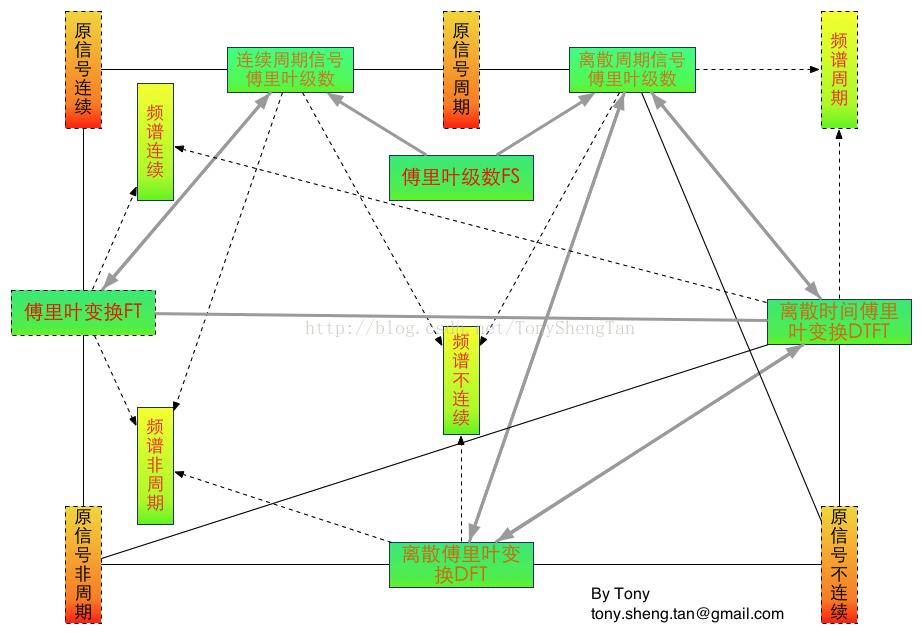 原信号连续
连续周期信号
傅里叶级数
原信号周期
离散周期信号
傅里叶级数
频谱周期
频谱连续
傅里叶级数FS
傅里叶变换FT
离散时间傅里
叶变换DTFT
http://blog.csdn.net/TonyShengTan
频谱不连续
频谱非周期
原信号非周期
离散傅里叶变
换DFT
原信号不连续
By Tony
tony.sheng.tan@gmail.com